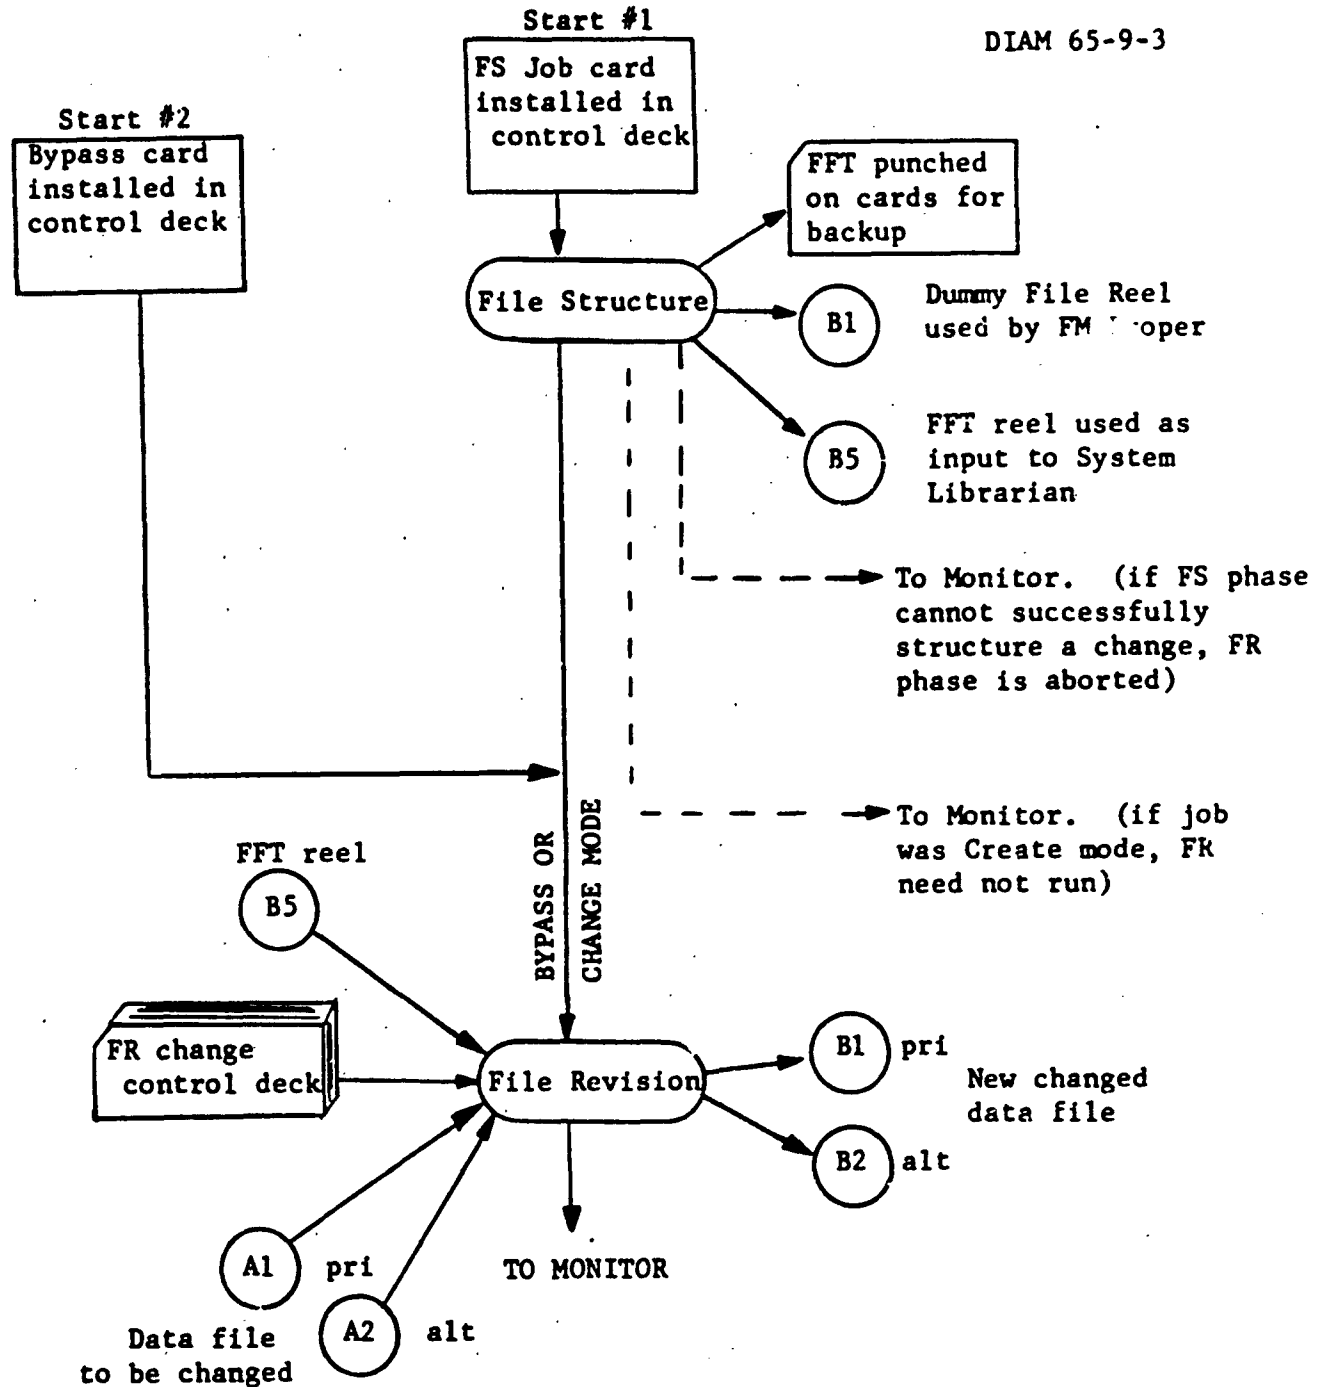 DIAM 65-9-3
Start #1
FS Job card
installed in
control deck
Start #2
Bypass card
installed in
control deck
FFT punched
on cards for
backup
File Structure
B1
Dummy File Reel
used by FM
B5
FFT reel used as
input to System
Librarian
To Monitor. (if FS phase
cannot successfully
structure a change, FR
phase is aborted)
To Monitor. (if job
was Create mode, FR
need not run)
BYPASS OR
CHANGE MODE
FFT reel
B5
FR change
control deck
File Revision
B1 pri
New changed
data file
B2 alt
A1 pri
A2 alt
Data file
to be changed
TO MONITOR